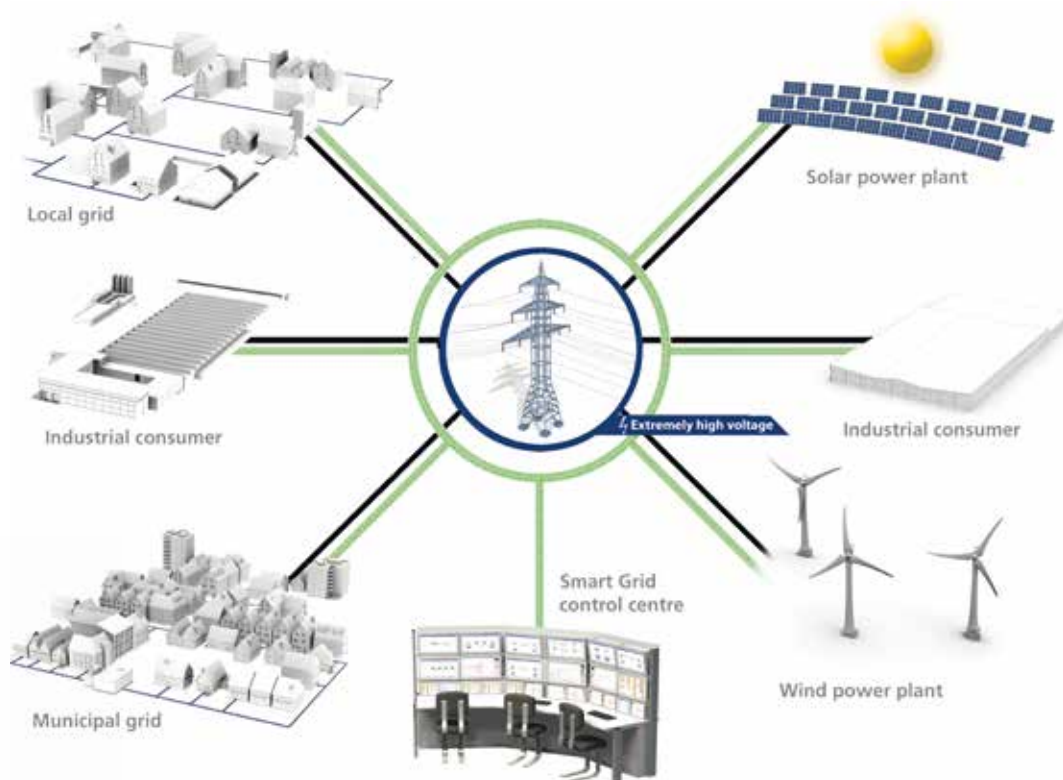 Local grid
Solar power plant
Industrial consumer
Extremely high voltage
Industrial consumer
Smart Grid
control centre
Municipal grid
Wind power plant